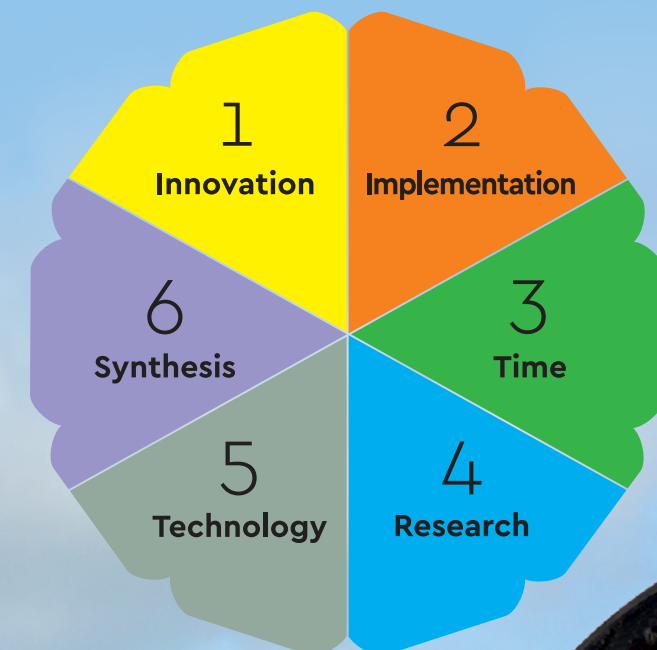 1
Innovation
2
Implementation
3
Time
4
Research
5
Technology
6
Synthesis